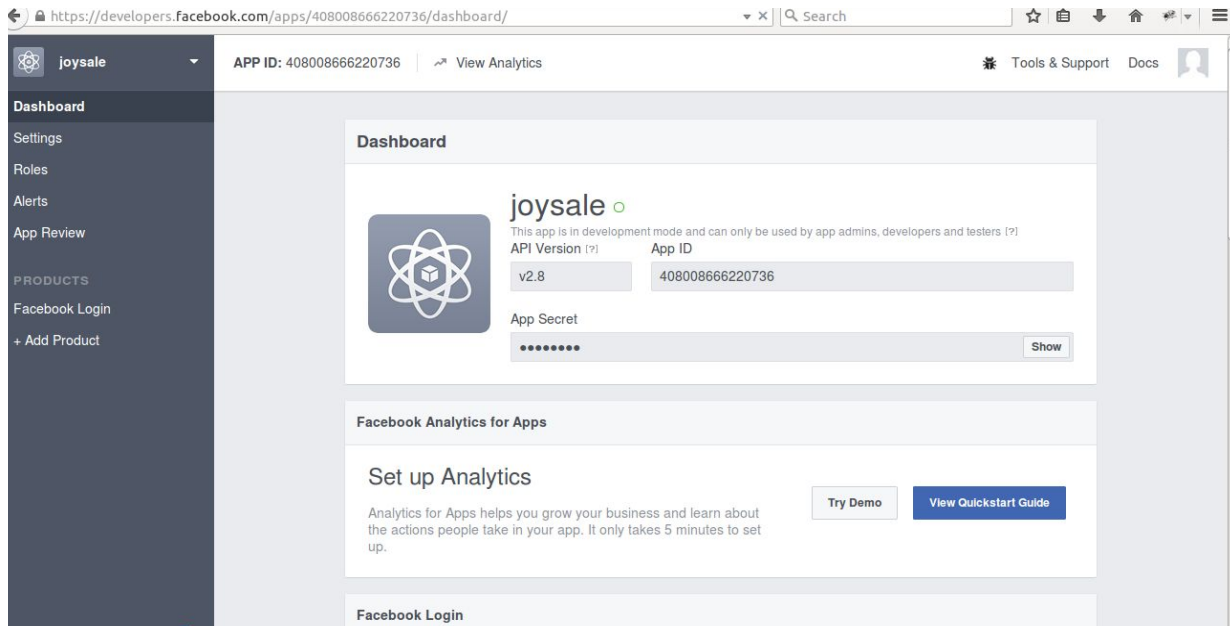 https://developers.facebook.com/apps/408008666220736/dashboard/
Search
joysale
APP ID: 408008666220736
View Analytics
Tools & Support
Docs
Dashboard
Settings
Roles
Alerts
App Review
PRODUCTS
Facebook Login
+ Add Product
Dashboard
joysale
This app is in development mode and can only be used by app admins, developers and testers [?]
API Version [?]
App ID
v2.8
408008666220736
App Secret
●●●●●●●●
Show
Facebook Analytics for Apps
Set up Analytics
Analytics for Apps helps you grow your business and learn about
the actions people take in your app. It only takes 5 minutes to set
up.
Try Demo
View Quickstart Guide
Facebook Login